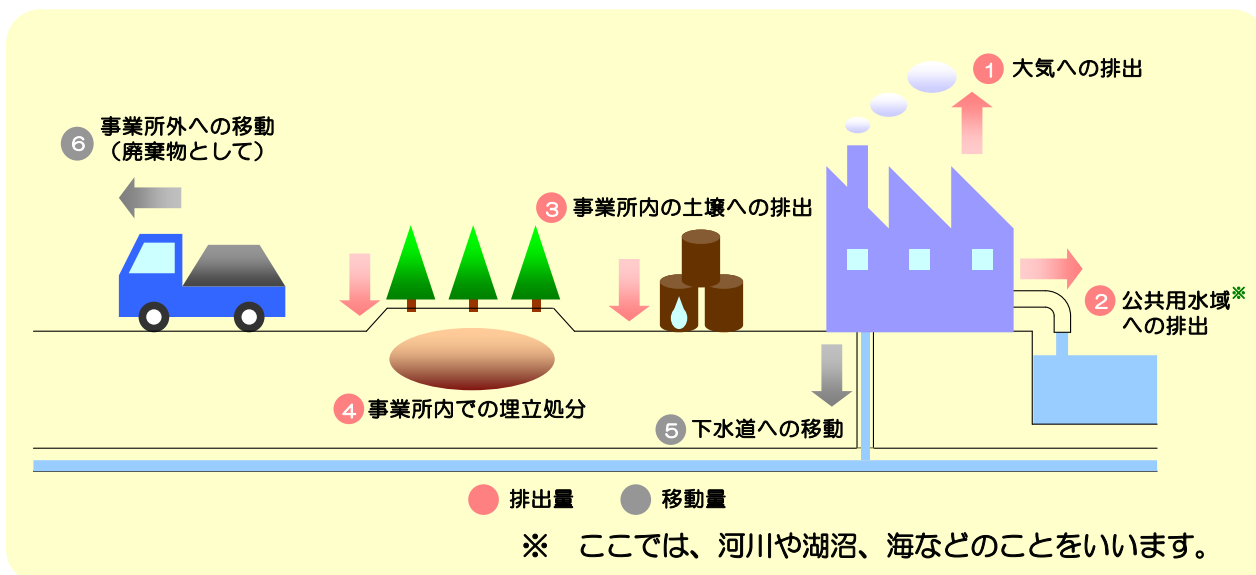 1 大気への排出
6 事業所外への移動
（廃棄物として）
3 事業所内の土壌への排出
2 公共用水域※
への排出
4 事業所内での埋立処分
5 下水道への移動
排出量 移動量
※ ここでは、河川や湖沼、海などのことをいいます。